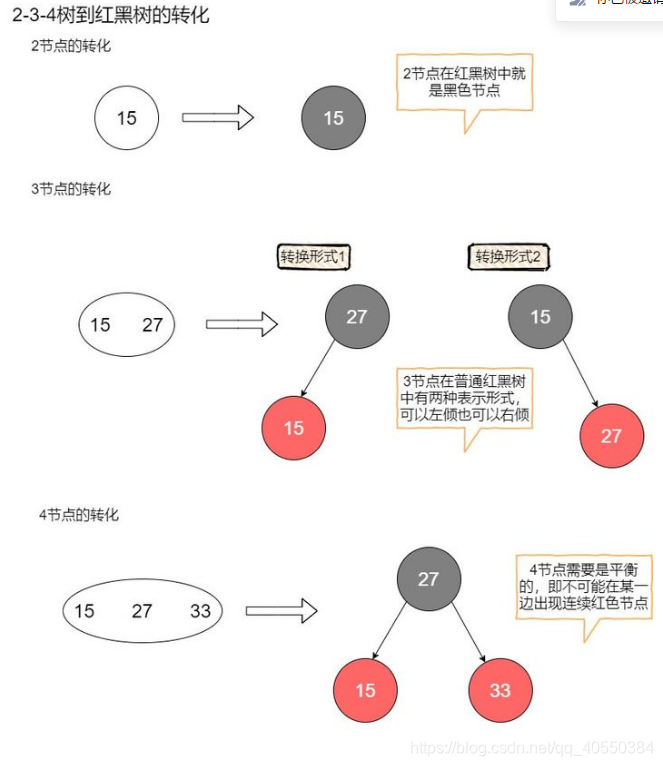 2-3-4树到红黑树的转化
2节点的转化
15
15
2节点在红黑树中就
是黑色节点
3节点的转化
转换形式1
转换形式2
15 27
27
15
15
27
3节点在普通红黑树
中有两种表示形式，
可以左倾也可以右倾
4节点的转化
15 27 33
27
15
33
4节点需要是平衡
的，即不可能在某一
边出现连续红色节点
https://blog.csdn.net/qq_40550384